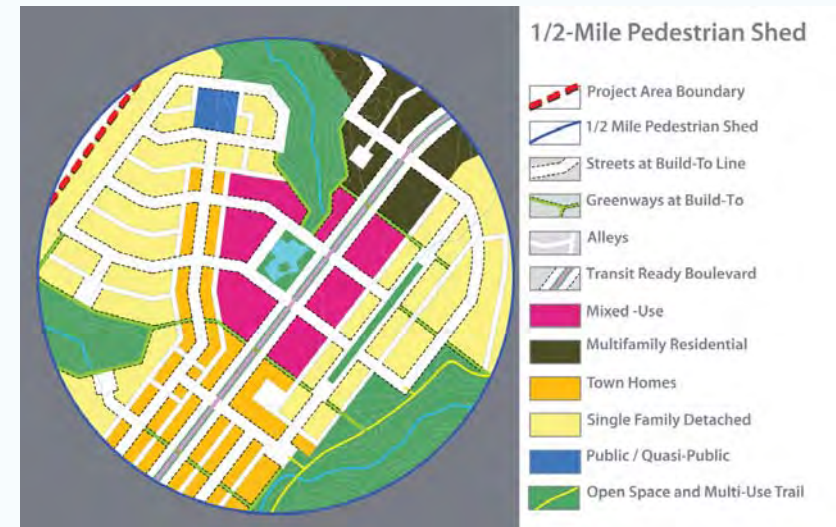 1/2-Mile Pedestrian Shed
Project Area Boundary
1/2 Mile Pedestrian Shed
Streets at Build-To Line
Greenways at Build-To
Alleys
Transit Ready Boulevard
Mixed -Use
Multifamily Residential
Town Homes
Single Family Detached
Public / Quasi-Public
Open Space and Multi-Use Trail